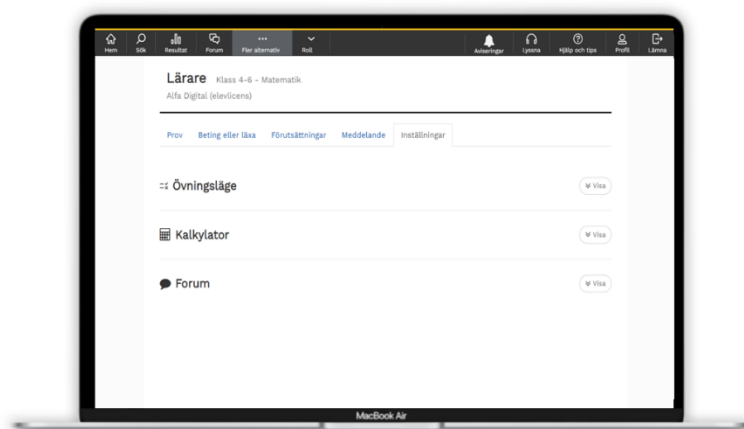 Hem Sök Resultat Forum Fler alternativ Roll Aviseringar Lyssna Hjälp och tips Profil Lämna
Lärare Klass 4-6 - Matematik
Alfa Digital (elevlicens)
Prov Beting eller läxa Förutsättningar Meddelande Inställningar
Övningsläge Visa
Kalkylator Visa
Forum Visa
MacBook Air